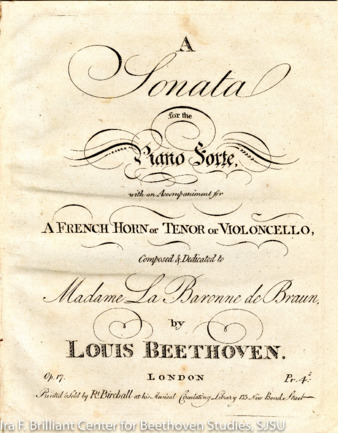 A
Sonata
for the
Piano Forte,
with an Accompaniment for
A FRENCH HORN or TENOR or VIOLONCELLO,
Composed & Dedicated to
Madame La Baronne de Braun,
by
LOUIS BEETHOVEN.
Op. 17. LONDON Pr. 4.s
Printed & Sold by Rt. Birchall at his Musical Circulating Library 133 New Bond Street
Ira F. Brilliant Center for Beethoven Studies, SJSU